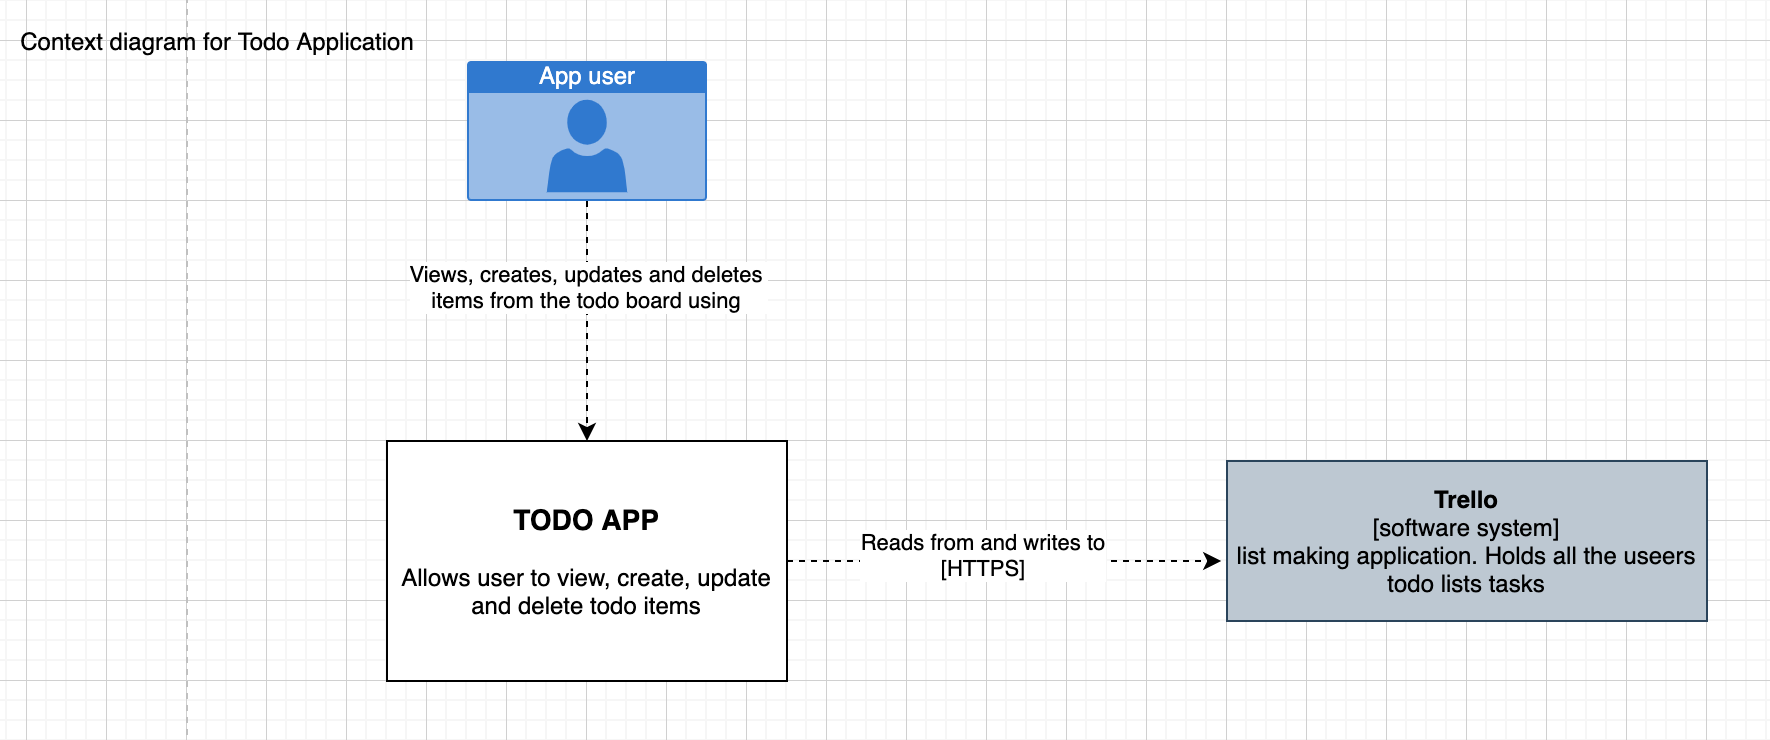 Context diagram for Todo Application
App user
Views, creates, updates and deletes
items from the todo board using
TODO APP
Allows user to view, create, update
and delete todo items
Reads from and writes to
[HTTPS]
Trello
[software system]
list making application. Holds all the useers
todo lists tasks